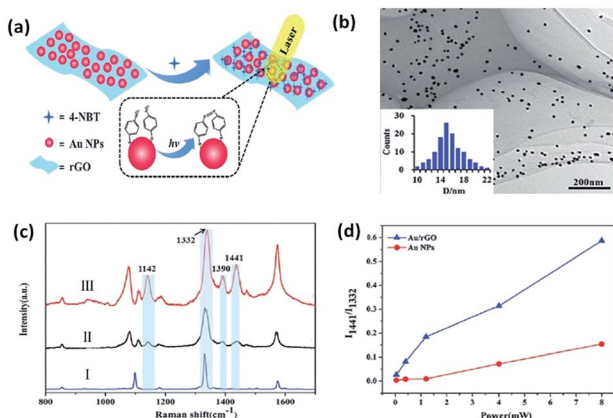 (a)
Laser
4-NBT
= 4-NBT
= Au NPs
= rGO
hν
(b)
30
20
10
0
Counts
10 14 18 22
D/nm
200nm
(c)
1332
1142
1390
1441
III
II
I
Intensity(a.u.)
800 1000 1200 1400 1600
Raman shift(cm-1)
(d)
Au/rGO
Au NPs
0.6
0.5
0.4
0.3
0.2
0.1
0.0
I1441/I1332
0 2 4 6 8
Power(mW)